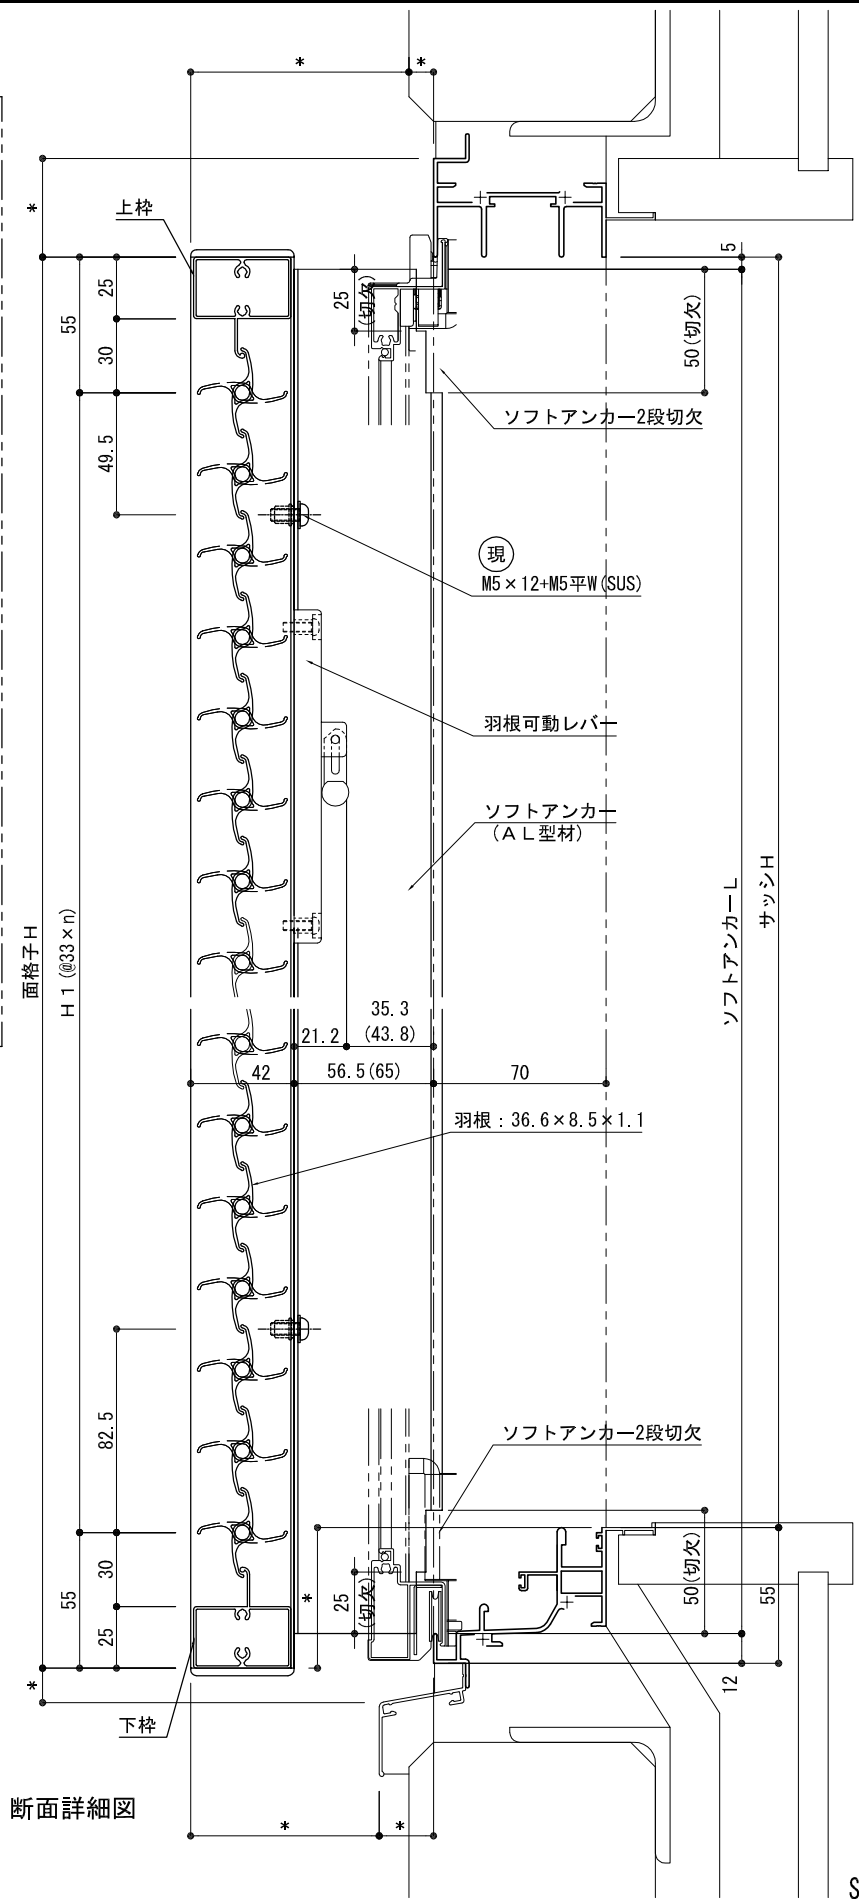 *
*
*
上枠
5
25
55
30
25
(切欠)
50(切欠)
49.5
ソフトアンカー2段切欠
現
M5×12+M5平W(SUS)
羽根可動レバー
ソフトアンカー
(AL型材)
面格子H
H1(@33×n)
ソフトアンカーL
サッシH
35.3
21.2
(43.8)
42
56.5(65)
70
羽根:36.6×8.5×1.1
82.5
ソフトアンカー2段切欠
30
55
25
*
25
(切欠)
50(切欠)
55
*
12
下枠
断面詳細図
*
*
S